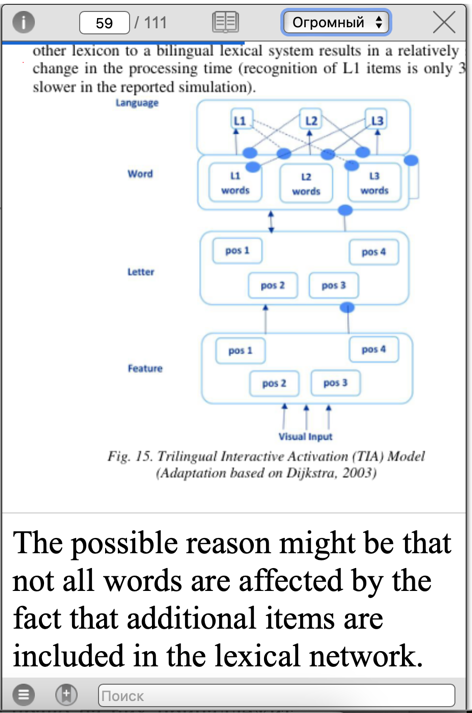 59 / 111 Огромный
other lexicon to a bilingual lexical system results in a relatively
change in the processing time (recognition of L1 items is only 3
slower in the reported simulation).
Language
L1 L2 L3
Word
L1 words L2 words L3 words
pos 1 pos 4
Letter
pos 2 pos 3
pos 1 pos 4
Feature
pos 2 pos 3
Visual Input
Fig. 15. Trilingual Interactive Activation (TIA) Model
(Adaptation based on Dijkstra, 2003)
The possible reason might be that
not all words are affected by the
fact that additional items are
included in the lexical network.
Поиск